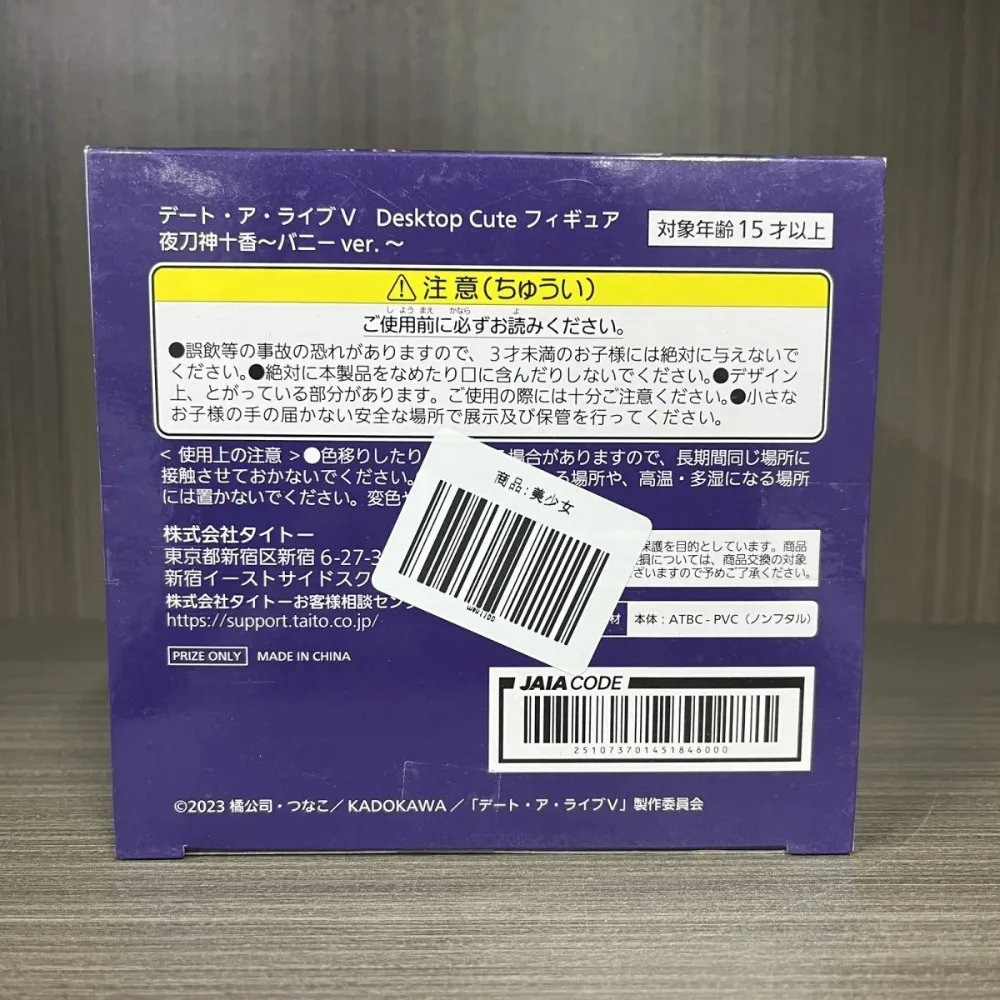 デート・ア・ライブⅤ Desktop Cute フィギュア
夜刀神十香～バニーver.～
対象年齢15才以上
⚠注意(ちゅうい)
しようまえ かなら よ
ご使用前に必ずお読みください。
●誤飲等の事故の恐れがありますので、3才未満のお子様には絶対に与えないで
ください。●絶対に本製品をなめたり口に含んだりしないでください。●デザイン
上、とがっている部分があります。ご使用の際には十分ご注意ください。●小さな
お子様の手の届かない安全な場所で展示及び保管を行ってください。
<使用上の注意>●色移りしたり 場合がありますので、長期間同じ場所に
接触させておかないでください。 る場所や、高温・多湿になる場所
には置かないでください。変色や
商品:美少女
株式会社タイトー
東京都新宿区新宿6-27-3
新宿イーストサイドスク
株式会社タイトーお客様相談セン
https://support.taito.co.jp/
保護を目的としています。商品
損については、商品交換の対象
ざいますので予めご了承ください。
材 本体:ATBC-PVC(ノンフタル)
PRIZE ONLY MADE IN CHINA
JAIA CODE
251073701451846000
©2023 橘公司・つなこ/KADOKAWA/「デート・ア・ライブⅤ」製作委員会